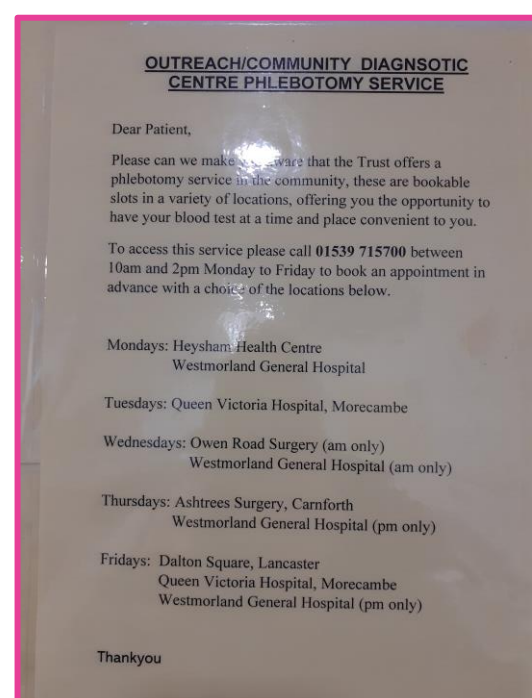 OUTREACH/COMMUNITY DIAGNSOTIC
CENTRE PHLEBOTOMY SERVICE
Dear Patient,
Please can we make aware that the Trust offers a
phlebotomy service in the community, these are bookable
slots in a variety of locations, offering you the opportunity to
have your blood test at a time and place convenient to you.
To access this service please call 01539 715700 between
10am and 2pm Monday to Friday to book an appointment in
advance with a choice of the locations below.
Mondays: Heysham Health Centre
Westmorland General Hospital
Tuesdays: Queen Victoria Hospital, Morecambe
Wednesdays: Owen Road Surgery (am only)
Westmorland General Hospital (am only)
Thursdays: Ashtrees Surgery, Carnforth
Westmorland General Hospital (pm only)
Fridays: Dalton Square, Lancaster
Queen Victoria Hospital, Morecambe
Westmorland General Hospital (pm only)
Thankyou